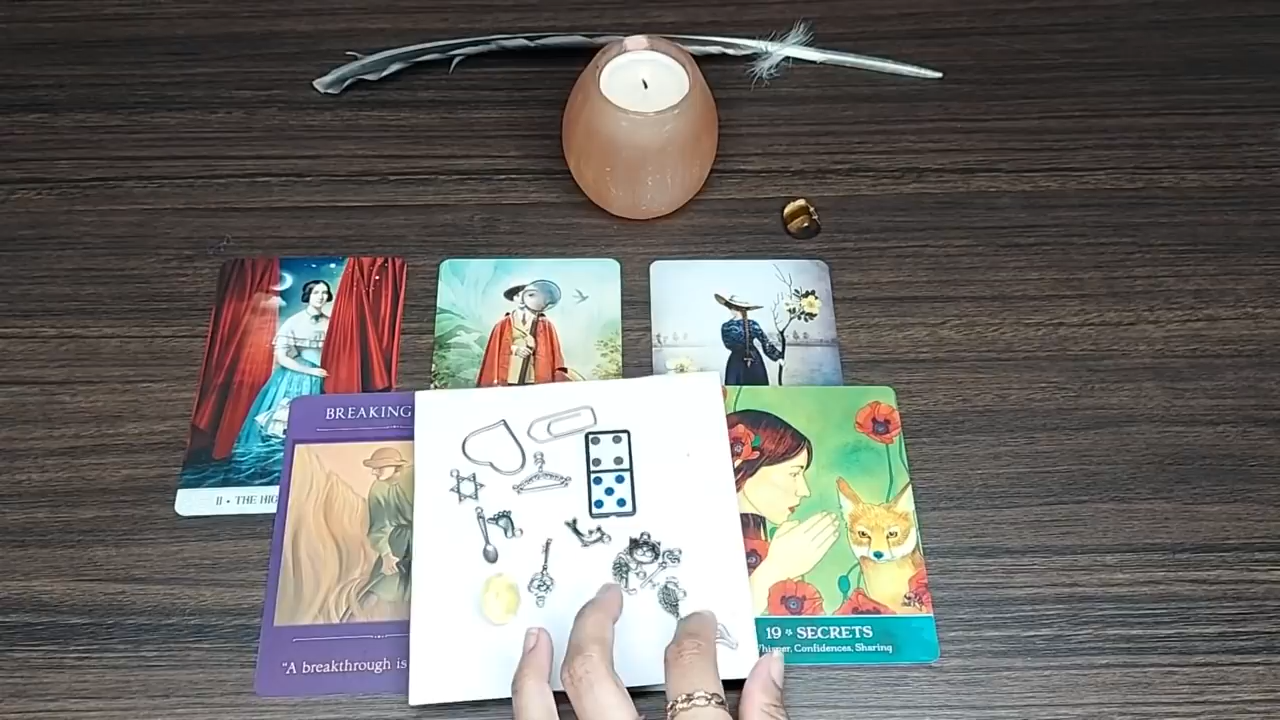 II • THE HIG
BREAKING
"A breakthrough is
19 * SECRETS
Whisper, Confidences, Sharing